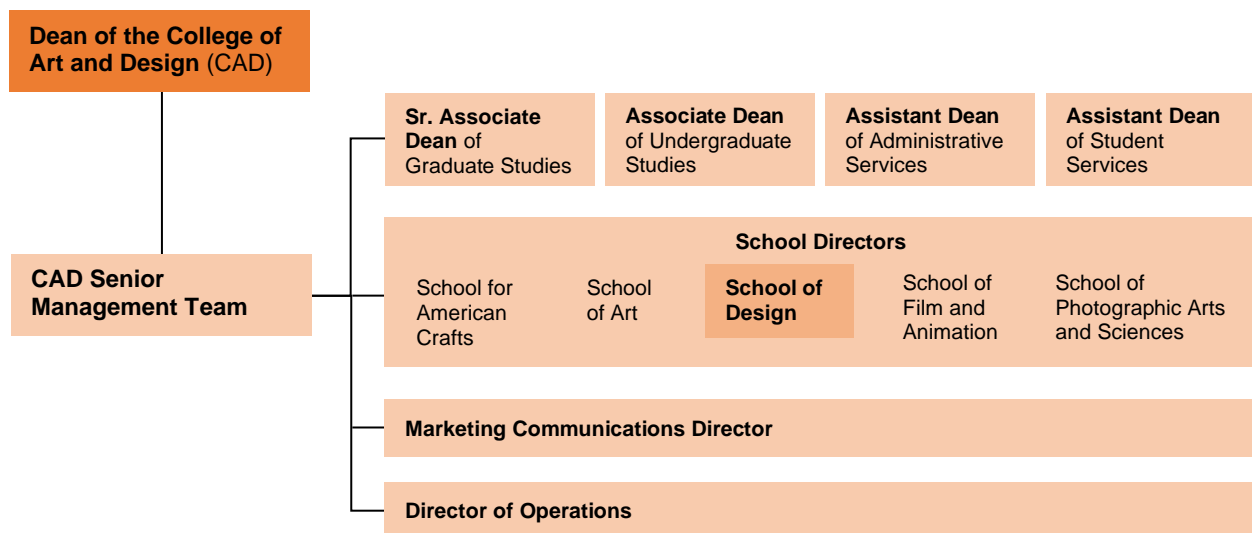 Dean of the College of
Art and Design (CAD)
Sr. Associate
Dean of
Graduate Studies
Associate Dean
of Undergraduate
Studies
Assistant Dean
of Administrative
Services
Assistant Dean
of Student
Services
CAD Senior
Management Team
School Directors
School for
American
Crafts
School
of Art
School of
Design
School of
Film and
Animation
School of
Photographic Arts
and Sciences
Marketing Communications Director
Director of Operations